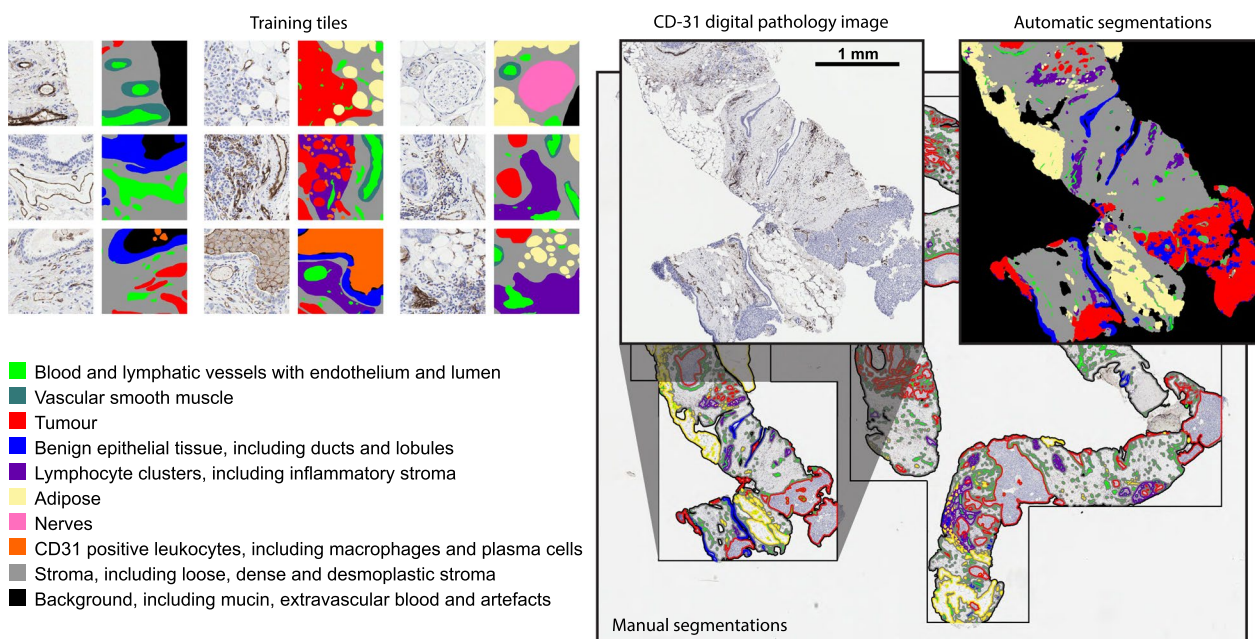 Training tiles
CD-31 digital pathology image
Automatic segmentations
1 mm
Blood and lymphatic vessels with endothelium and lumen
Vascular smooth muscle
Tumour
Benign epithelial tissue, including ducts and lobules
Lymphocyte clusters, including inflammatory stroma
Adipose
Nerves
CD31 positive leukocytes, including macrophages and plasma cells
Stroma, including loose, dense and desmoplastic stroma
Background, including mucin, extravascular blood and artefacts
Manual segmentations